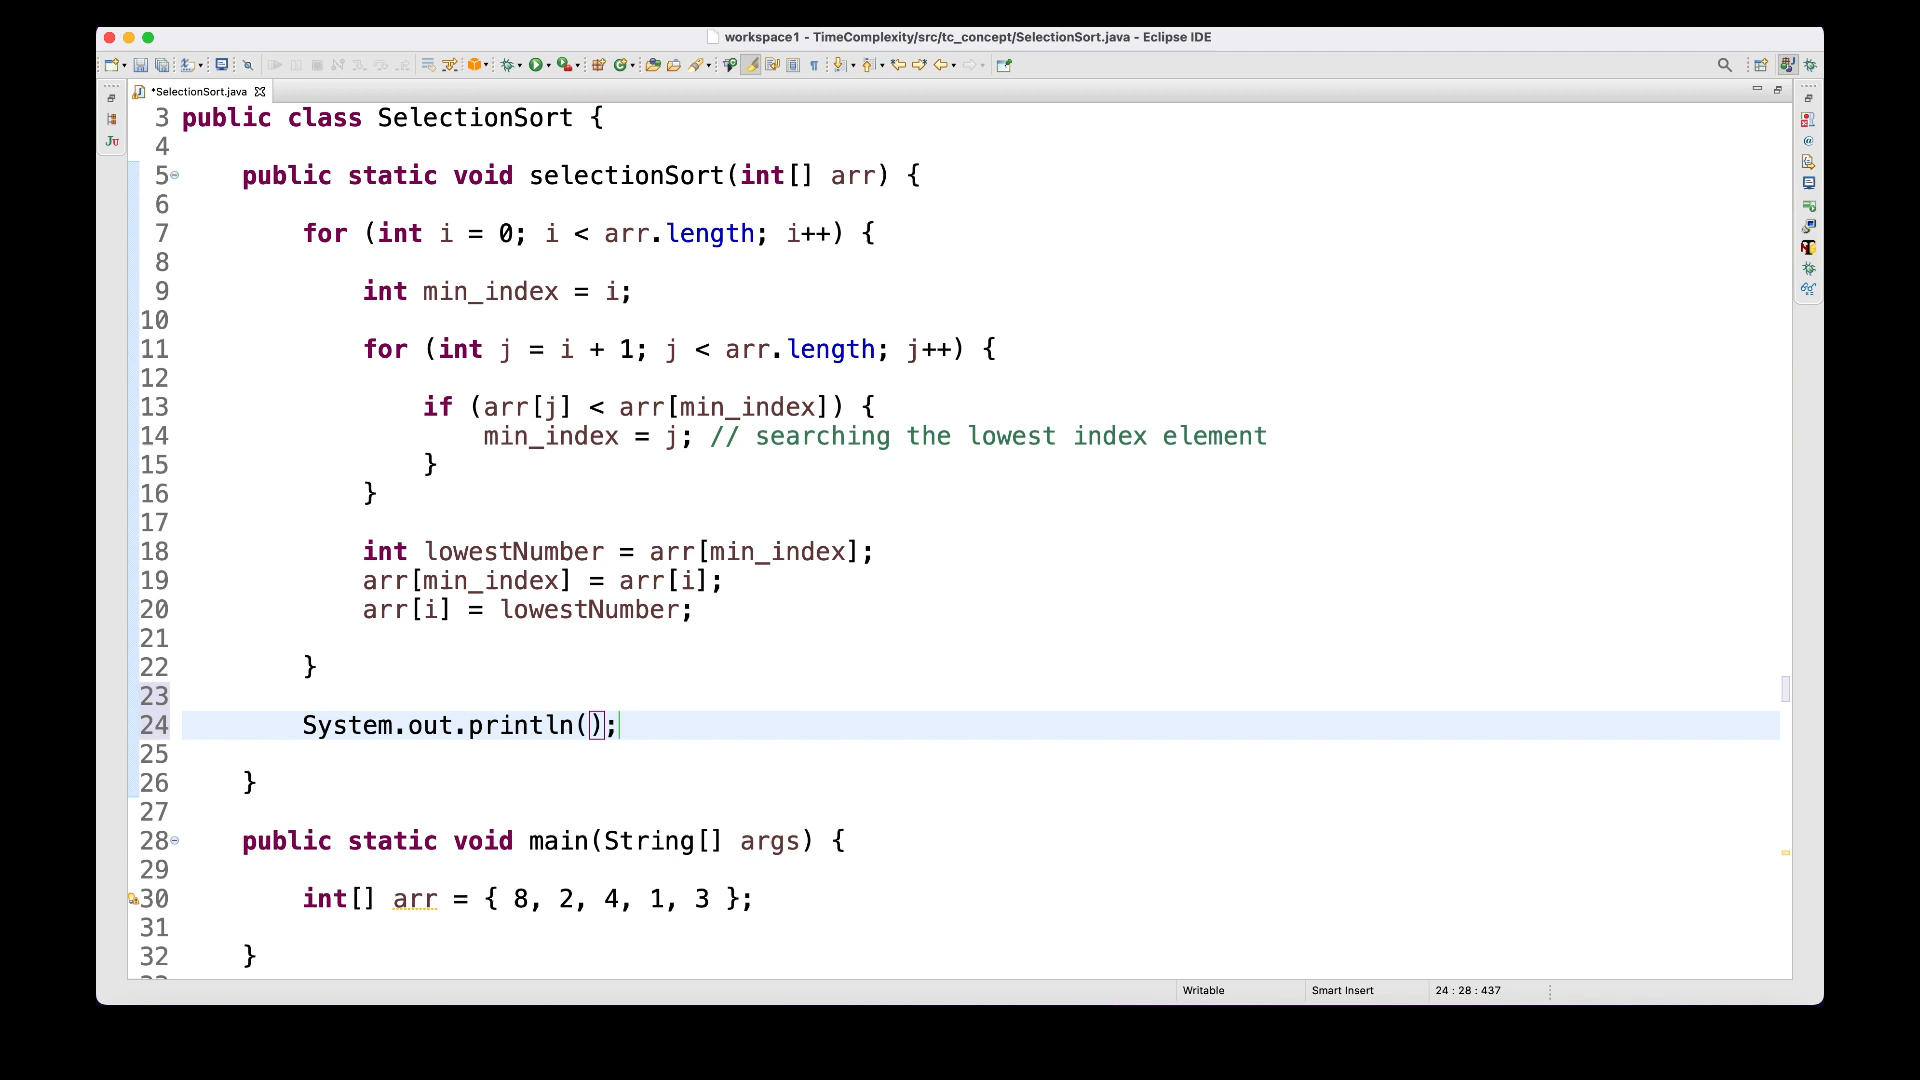 workspace1 - TimeComplexity/src/tc_concept/SelectionSort.java - Eclipse IDE
*SelectionSort.java
3 public class SelectionSort {
4
5 public static void selectionSort(int[] arr) {
6
7 for (int i = 0; i < arr.length; i++) {
8
9 int min_index = i;
10
11 for (int j = i + 1; j < arr.length; j++) {
12
13 if (arr[j] < arr[min_index]) {
14 min_index = j; // searching the lowest index element
15 }
16 }
17
18 int lowestNumber = arr[min_index];
19 arr[min_index] = arr[i];
20 arr[i] = lowestNumber;
21
22 }
23
24 System.out.println();
25
26 }
27
28 public static void main(String[] args) {
29
30 int[] arr = { 8, 2, 4, 1, 3 };
31
32 }
Writable Smart Insert 24 : 28 : 437